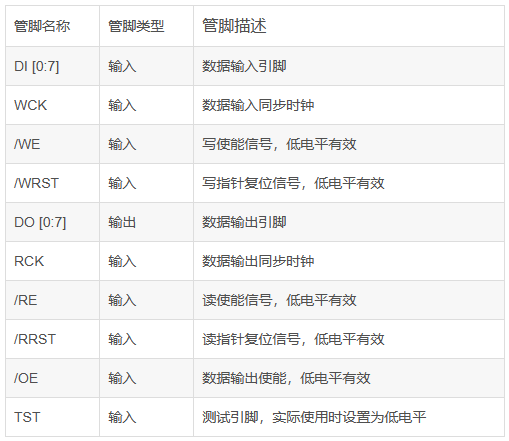 管脚名称 管脚类型 管脚描述
DI [0:7] 输入 数据输入引脚
WCK 输入 数据输入同步时钟
/WE 输入 写使能信号，低电平有效
/WRST 输入 写指针复位信号，低电平有效
DO [0:7] 输出 数据输出引脚
RCK 输入 数据输出同步时钟
/RE 输入 读使能信号，低电平有效
/RRST 输入 读指针复位信号，低电平有效
/OE 输入 数据输出使能，低电平有效
TST 输入 测试引脚，实际使用时设置为低电平